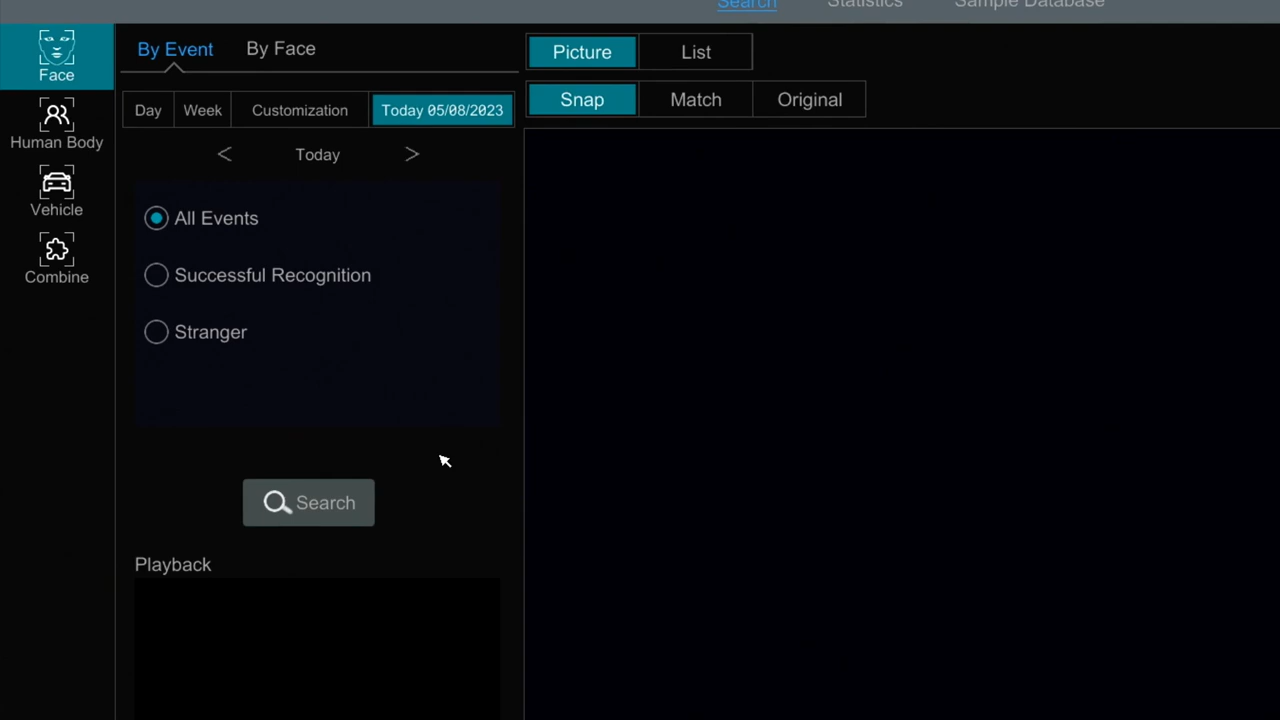 Search Statistics Sample Database
Face
Human Body
Vehicle
Combine
By Event By Face
Day Week Customization Today 05/08/2023
< Today >
All Events
Successful Recognition
Stranger
Search
Playback
Picture List
Snap Match Original